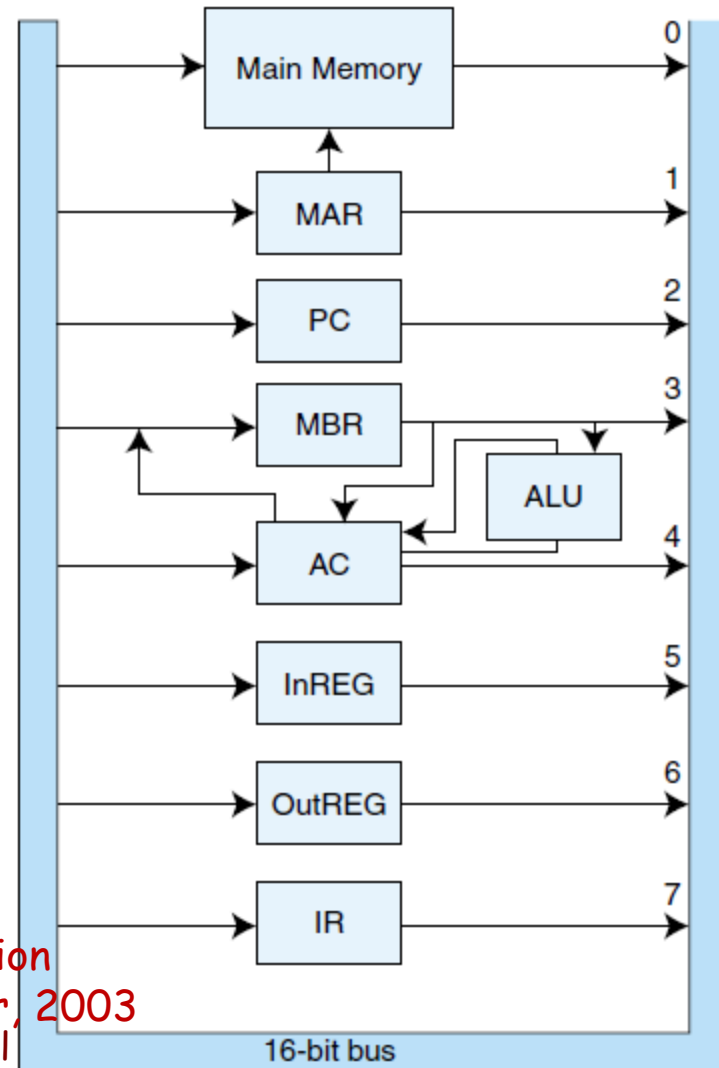 0
Main Memory
1
MAR
2
PC
3
MBR
ALU
4
AC
5
InREG
6
OutREG
7
IR
2003
16-bit bus